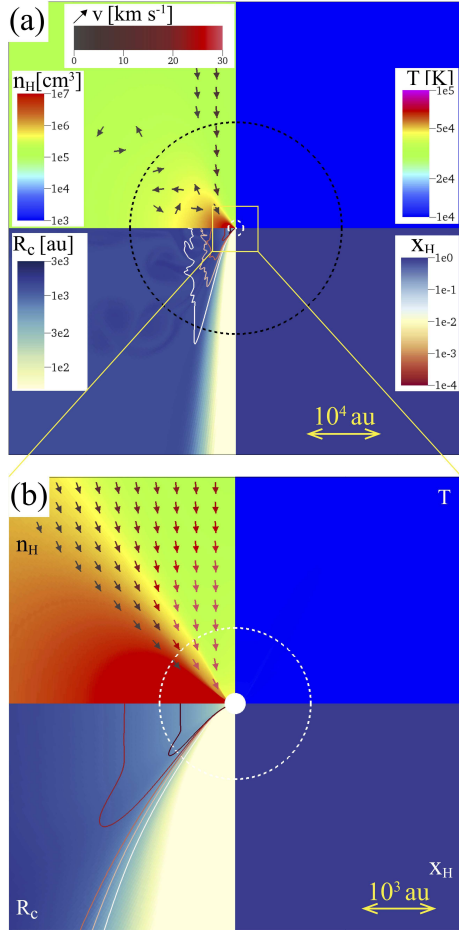 (a)
v [km s⁻¹]
0 10 20 30
n_H[cm³]
1e7
1e6
1e5
1e4
1e3
T [K]
1e5
5e4
2e4
1e4
R_C [au]
3e3
1e3
3e2
1e2
x_H
1e0
1e-1
1e-2
1e-3
1e-4
10⁴ au
(b)
n_H
T
R_c
x_H
10³ au